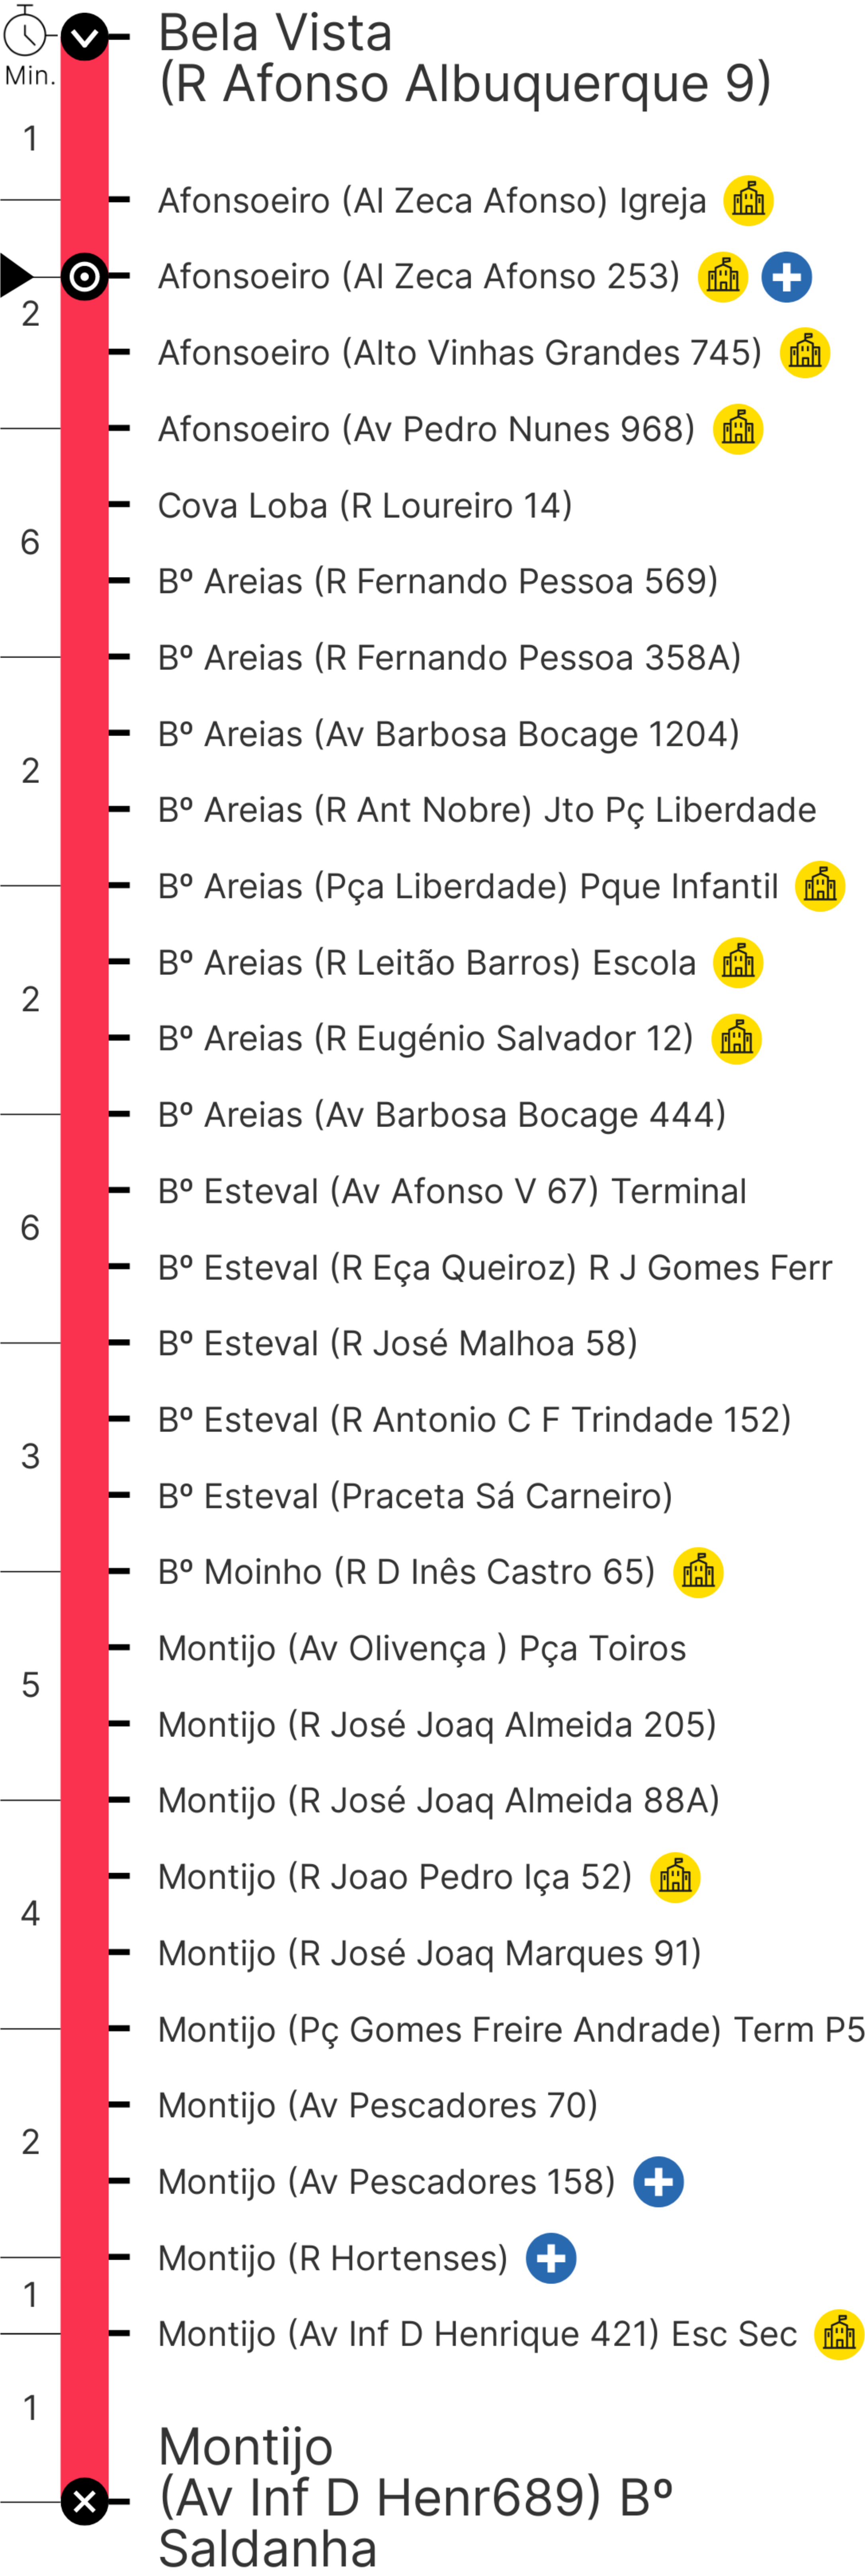 Min.
Bela Vista
(R Afonso Albuquerque 9)
1
Afonsoeiro (Al Zeca Afonso) Igreja
Afonsoeiro (Al Zeca Afonso 253)
2
Afonsoeiro (Alto Vinhas Grandes 745)
Afonsoeiro (Av Pedro Nunes 968)
Cova Loba (R Loureiro 14)
6
Bº Areias (R Fernando Pessoa 569)
Bº Areias (R Fernando Pessoa 358A)
Bº Areias (Av Barbosa Bocage 1204)
2
Bº Areias (R Ant Nobre) Jto Pç Liberdade
Bº Areias (Pça Liberdade) Pque Infantil
Bº Areias (R Leitão Barros) Escola
2
Bº Areias (R Eugénio Salvador 12)
Bº Areias (Av Barbosa Bocage 444)
Bº Esteval (Av Afonso V 67) Terminal
6
Bº Esteval (R Eça Queiroz) R J Gomes Ferr
Bº Esteval (R José Malhoa 58)
Bº Esteval (R Antonio C F Trindade 152)
3
Bº Esteval (Praceta Sá Carneiro)
Bº Moinho (R D Inês Castro 65)
Montijo (Av Olivença ) Pça Toiros
5
Montijo (R José Joaq Almeida 205)
Montijo (R José Joaq Almeida 88A)
Montijo (R Joao Pedro Iça 52)
4
Montijo (R José Joaq Marques 91)
Montijo (Pç Gomes Freire Andrade) Term P5
Montijo (Av Pescadores 70)
2
Montijo (Av Pescadores 158)
Montijo (R Hortenses)
1
Montijo (Av Inf D Henrique 421) Esc Sec
1
Montijo
(Av Inf D Henr689) Bº
Saldanha